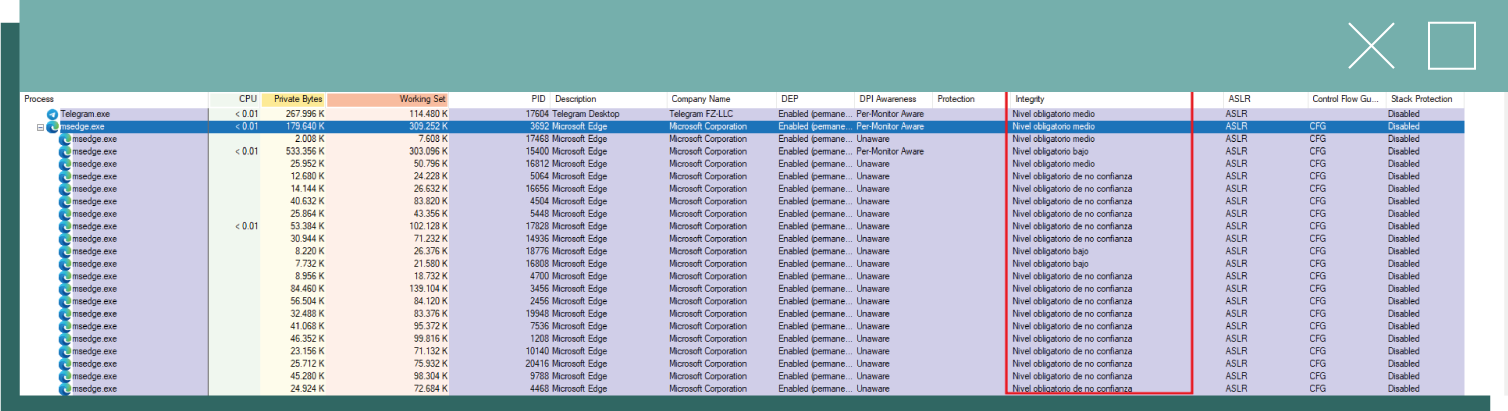 Process CPU Private Bytes Working Set PID Description Company Name DEP DPI Awareness Protection Integrity ASLR Control Flow Gu... Stack Protection
Telegram.exe < 0.01 267.996 K 114.480 K 17604 Telegram Desktop Telegram FZ-LLC Enabled (permane... Per-Monitor Aware Nivel obligatorio medio ASLR Disabled
msedge.exe < 0.01 179.640 K 309.252 K 3692 Microsoft Edge Microsoft Corporation Enabled (permane... Per-Monitor Aware Nivel obligatorio medio ASLR CFG Disabled
msedge.exe 2.008 K 7.608 K 17468 Microsoft Edge Microsoft Corporation Enabled (permane... Unaware Nivel obligatorio medio ASLR CFG Disabled
msedge.exe < 0.01 533.356 K 303.096 K 15400 Microsoft Edge Microsoft Corporation Enabled (permane... Per-Monitor Aware Nivel obligatorio bajo ASLR CFG Disabled
msedge.exe 25.952 K 50.796 K 16812 Microsoft Edge Microsoft Corporation Enabled (permane... Unaware Nivel obligatorio medio ASLR CFG Disabled
msedge.exe 12.680 K 24.228 K 5064 Microsoft Edge Microsoft Corporation Enabled (permane... Unaware Nivel obligatorio de no confianza ASLR CFG Disabled
msedge.exe 14.144 K 26.632 K 16656 Microsoft Edge Microsoft Corporation Enabled (permane... Unaware Nivel obligatorio de no confianza ASLR CFG Disabled
msedge.exe 40.632 K 83.820 K 4504 Microsoft Edge Microsoft Corporation Enabled (permane... Unaware Nivel obligatorio de no confianza ASLR CFG Disabled
msedge.exe 25.864 K 43.356 K 5448 Microsoft Edge Microsoft Corporation Enabled (permane... Unaware Nivel obligatorio de no confianza ASLR CFG Disabled
msedge.exe < 0.01 53.384 K 102.128 K 17828 Microsoft Edge Microsoft Corporation Enabled (permane... Unaware Nivel obligatorio de no confianza ASLR CFG Disabled
msedge.exe 30.944 K 71.232 K 14936 Microsoft Edge Microsoft Corporation Enabled (permane... Unaware Nivel obligatorio de no confianza ASLR CFG Disabled
msedge.exe 8.220 K 26.376 K 18776 Microsoft Edge Microsoft Corporation Enabled (permane... Unaware Nivel obligatorio bajo ASLR CFG Disabled
msedge.exe 7.732 K 21.580 K 16808 Microsoft Edge Microsoft Corporation Enabled (permane... Unaware Nivel obligatorio bajo ASLR CFG Disabled
msedge.exe 8.956 K 18.732 K 4700 Microsoft Edge Microsoft Corporation Enabled (permane... Unaware Nivel obligatorio de no confianza ASLR CFG Disabled
msedge.exe 84.460 K 139.104 K 3456 Microsoft Edge Microsoft Corporation Enabled (permane... Unaware Nivel obligatorio de no confianza ASLR CFG Disabled
msedge.exe 56.504 K 84.120 K 2456 Microsoft Edge Microsoft Corporation Enabled (permane... Unaware Nivel obligatorio de no confianza ASLR CFG Disabled
msedge.exe 32.488 K 83.376 K 19948 Microsoft Edge Microsoft Corporation Enabled (permane... Unaware Nivel obligatorio de no confianza ASLR CFG Disabled
msedge.exe 41.068 K 95.372 K 7536 Microsoft Edge Microsoft Corporation Enabled (permane... Unaware Nivel obligatorio de no confianza ASLR CFG Disabled
msedge.exe 46.352 K 99.816 K 1208 Microsoft Edge Microsoft Corporation Enabled (permane... Unaware Nivel obligatorio de no confianza ASLR CFG Disabled
msedge.exe 23.156 K 71.132 K 10140 Microsoft Edge Microsoft Corporation Enabled (permane... Unaware Nivel obligatorio de no confianza ASLR CFG Disabled
msedge.exe 25.712 K 75.932 K 20416 Microsoft Edge Microsoft Corporation Enabled (permane... Unaware Nivel obligatorio de no confianza ASLR CFG Disabled
msedge.exe 45.280 K 98.304 K 9788 Microsoft Edge Microsoft Corporation Enabled (permane... Unaware Nivel obligatorio de no confianza ASLR CFG Disabled
msedge.exe 24.924 K 72.684 K 4468 Microsoft Edge Microsoft Corporation Enabled (permane... Unaware Nivel obligatorio de no confianza ASLR CFG Disabled